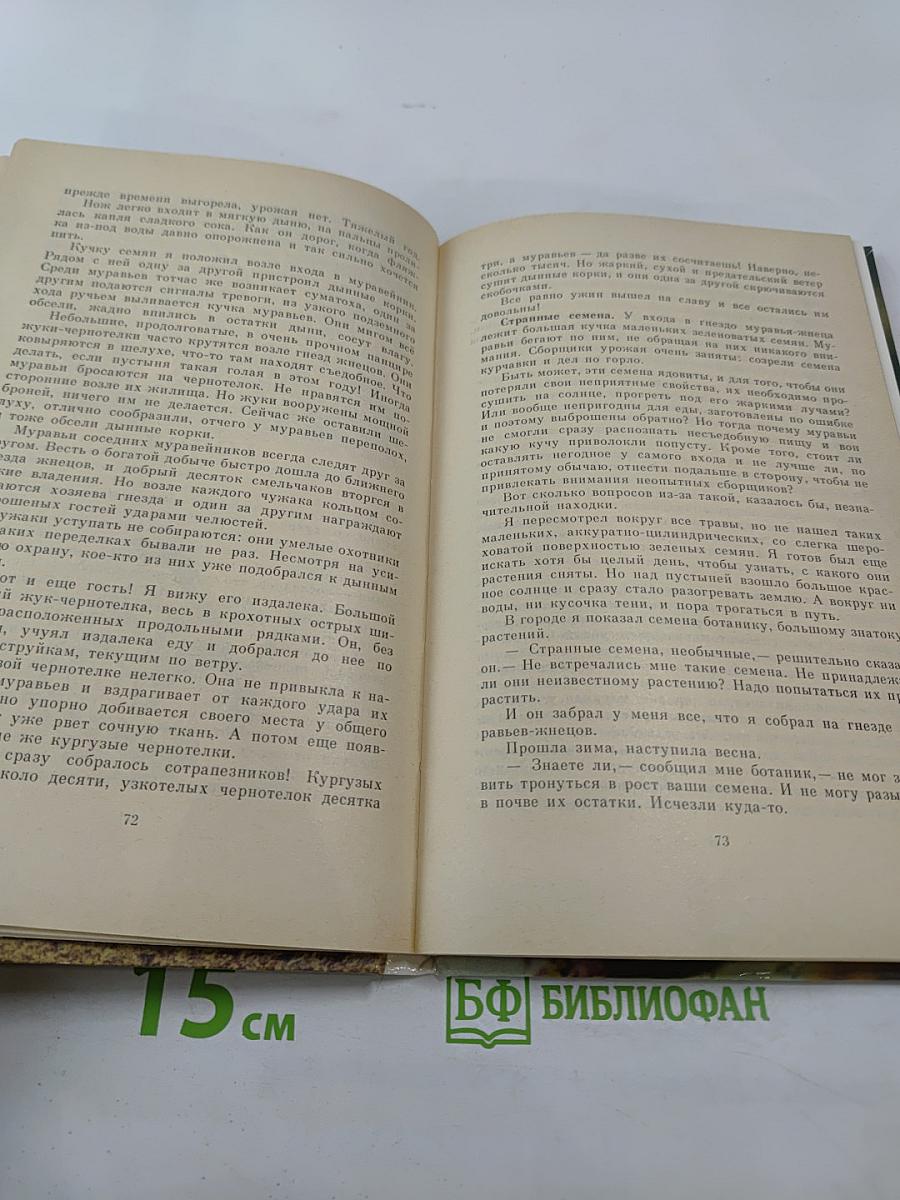 прежде времени выгорела, урожая нет. Тяжелый год.
Нож легко входит в мягкую дыню, на пальцы проли-
лась капля сладкого сока. Как он дорог, когда фляж-
ка из-под воды давно опорожнена и так сильно хочется
пить.
Кучку семян я положил возле входа в муравейник.
Рядом с ней одну за другой пристроил дынные корки.
Среди муравьев тотчас же возникает суматоха, один за
другим подаются сигналы тревоги, из узкого подземного
хода ручьем выливается кучка муравьев. Они мигом всё
обсели, жадно впились в остатки дыни, сосут влагу.
Небольшие, продолговатые, в очень прочном панцире
жуки-чернотелки часто крутятся возле гнезд жнецов. Они
ковыряются в шелухе, что-то там находят съедобное. Что
делать, если пустыня такая голая в этом году! Иногда
муравьи бросаются на чернотелок. Не нравятся им по-
сторонние возле их жилища. Но жуки вооружены мощной
броней, ничего им не делается. Сейчас же оставили ше-
луху, отлично сообразили, отчего у муравьев переполох,
и тоже обсели дынные корки.
Муравьи соседних муравейников всегда следят друг за
другом. Весть о богатой добыче быстро дошла до ближнего
езда жнецов, и добрый десяток смельчаков вторгся в
кие владения. Но возле каждого чужака кольцом со-
аются хозяева гнезда и один за другим награждают
рошеных гостей ударами челюстей.
ужаки уступать не собираются: они умелые охотники
аких переделках бывали не раз. Несмотря на уси-
ю охрану, кое-кто из них уже подобрался к дынным
.
от и еще гость! Я вижу его издалека. Большой
й жук-чернотелка, весь в крохотных острых ши-
расположенных продольными рядками. Он, без
я, учуял издалека еду и добрался до нее по
струйкам, текущим по ветру.
вой чернотелке нелегко. Она не привыкла к на-
муравьев и вздрагивает от каждого удара их
но упорно добивается своего места у общего
т уже рвет сочную ткань. А потом еще появ-
ие же кургузые чернотелки.
сразу собралось сотрапезников! Кургузых
коло десяти, узкотелых чернотелок десятка
72
три, а муравьев — да разве их сосчитаешь! Наверно, не-
сколько тысяч. Но жаркий, сухой и предательский ветер
сушит дынные корки, и они одна за другой скрючиваются
скобочками.
Все равно ужин вышел на славу и все остались им
довольны!
Странные семена. У входа в гнездо муравья-жнеца
лежит большая кучка маленьких зеленоватых семян. Му-
равьи бегают по ним, не обращая на них никакого вни-
мания. Сборщики урожая очень заняты: созрели семена
курчавки и дел по горло.
Быть может, эти семена ядовиты, и для того, чтобы они
потеряли свои неприятные свойства, их необходимо про-
сушить на солнце, прогреть под его жаркими лучами?
Или вообще непригодны для еды, заготовлены по ошибке
и поэтому выброшены обратно? Но тогда почему муравьи
не смогли сразу распознать несъедобную пищу и вон
какую кучу приволокли попусту. Кроме того, стоит ли
оставлять негодное у самого входа и не лучше ли, по
принятому обычаю, отнести подальше в сторону, чтобы не
привлекать внимания неопытных сборщиков?
Вот сколько вопросов из-за такой, казалось бы, незна-
чительной находки.
Я пересмотрел вокруг все травы, но не нашел таких
маленьких, аккуратно-цилиндрических, со слегка шеро-
ховатой поверхностью зеленых семян. Я готов был еще
искать хотя бы целый день, чтобы узнать, с какого они
растения сняты. Но над пустыней взошло большое крас-
ное солнце и сразу стало разогревать землю. А вокруг ни
воды, ни кусочка тени, и пора трогаться в путь.
В городе я показал семена ботанику, большому знатоку
растений.
— Странные семена, необычные,— решительно сказа
он.— Не встречались мне такие семена. Не принадлеж
ли они неизвестному растению? Надо попытаться их пр
растить.
И он забрал у меня все, что я собрал на гнезде
равьев-жнецов.
Прошла зима, наступила весна.
— Знаете ли,— сообщил мне ботаник,— не мог з
вить тронуться в рост ваши семена. И не могу разы
в почве их остатки. Исчезли куда-то.
73
15 см
БФ БИБЛИОФАН